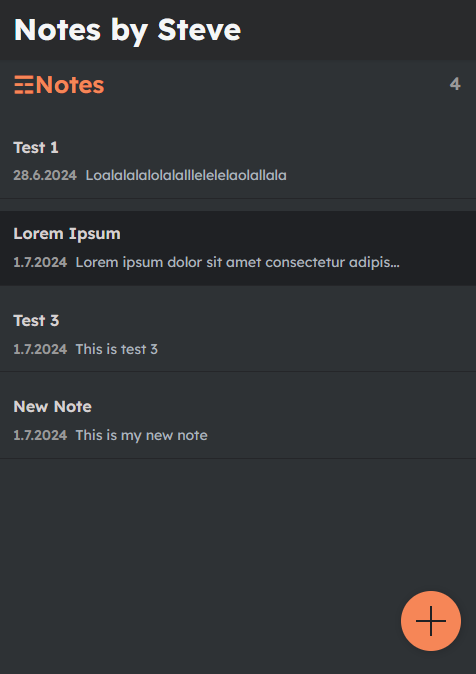 Notes by Steve
Notes 4
Test 1
28.6.2024 Loalalalalolalalllelelelaolallala
Lorem Ipsum
1.7.2024 Lorem ipsum dolor sit amet consectetur adipis...
Test 3
1.7.2024 This is test 3
New Note
1.7.2024 This is my new note